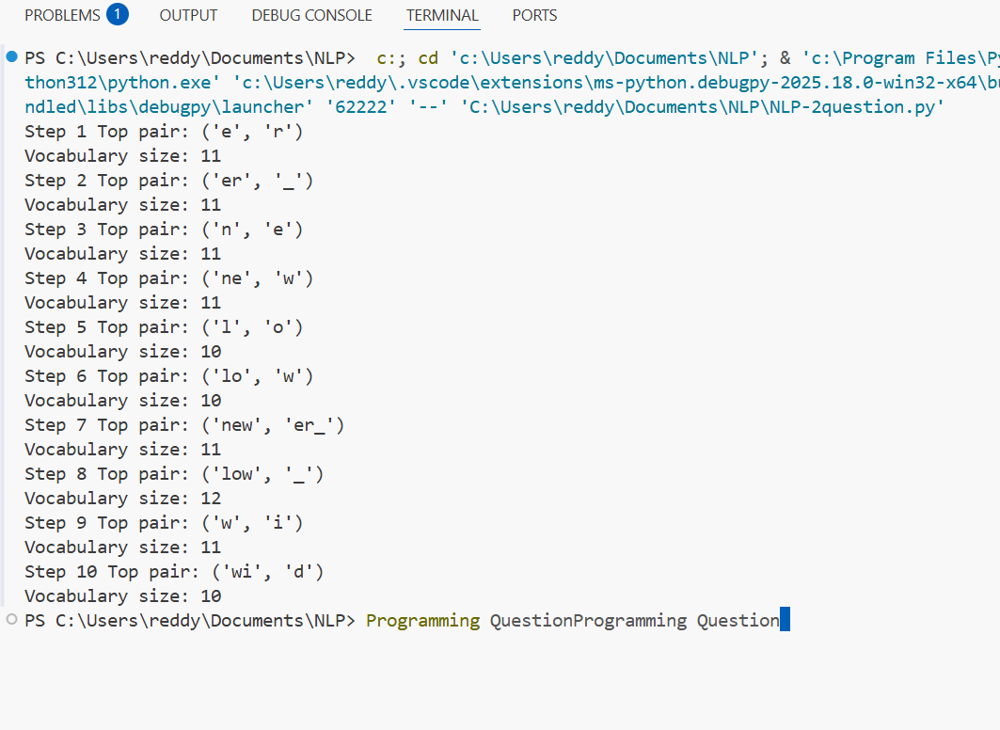 PROBLEMS 1 OUTPUT DEBUG CONSOLE TERMINAL PORTS
PS C:\Users\reddy\Documents\NLP>  c:; cd 'c:\Users\reddy\Documents\NLP'; & 'c:\Program Files\Py
thon312\python.exe' 'c:\Users\reddy\.vscode\extensions\ms-python.debugpy-2025.18.0-win32-x64\bu
ndled\libs\debugpy\launcher' '62222' '--' 'C:\Users\reddy\Documents\NLP\NLP-2question.py'
Step 1 Top pair: ('e', 'r')
Vocabulary size: 11
Step 2 Top pair: ('er', '_')
Vocabulary size: 11
Step 3 Top pair: ('n', 'e')
Vocabulary size: 11
Step 4 Top pair: ('ne', 'w')
Vocabulary size: 11
Step 5 Top pair: ('l', 'o')
Vocabulary size: 10
Step 6 Top pair: ('lo', 'w')
Vocabulary size: 10
Step 7 Top pair: ('new', 'er_')
Vocabulary size: 11
Step 8 Top pair: ('low', '_')
Vocabulary size: 12
Step 9 Top pair: ('w', 'i')
Vocabulary size: 11
Step 10 Top pair: ('wi', 'd')
Vocabulary size: 10
PS C:\Users\reddy\Documents\NLP> Programming QuestionProgramming Question